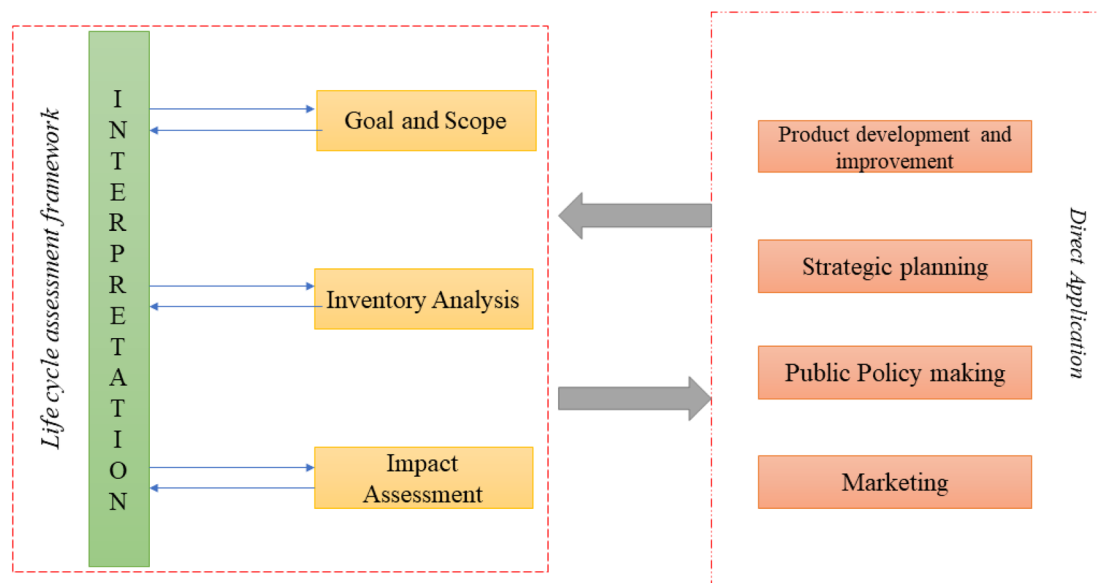 Life cycle assessment framework
INTERPRETATION
Goal and Scope
Inventory Analysis
Impact
Assessment
Product development and
improvement
Strategic planning
Public Policy making
Marketing
Direct Application